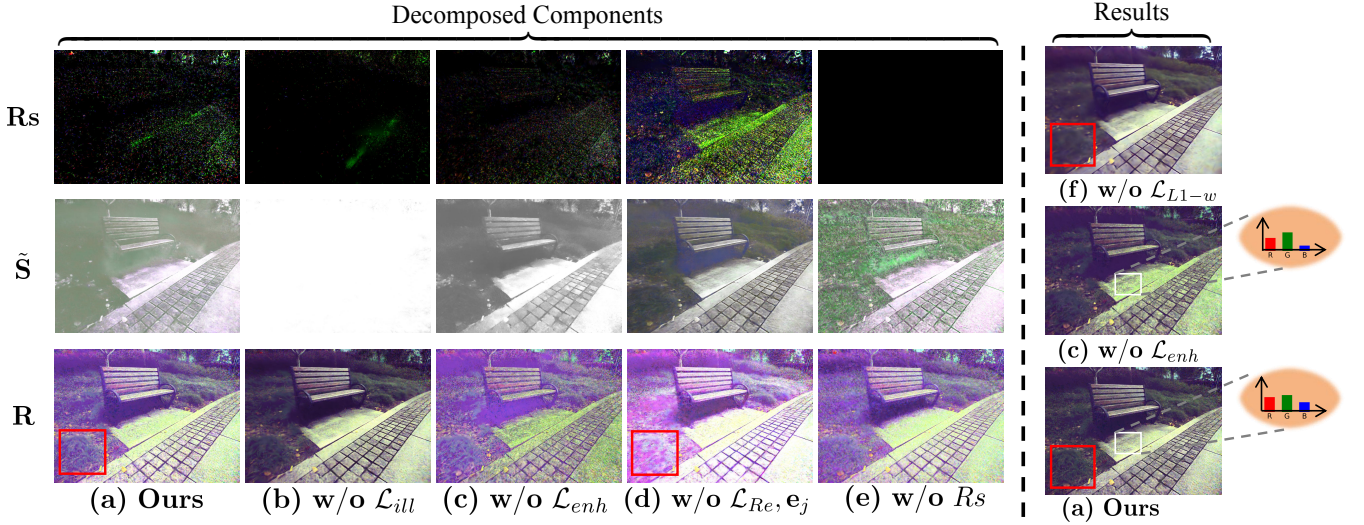 Decomposed Components
Results
Rs
S̃
R
(a) Ours
(b) w/o ℒ_ill
(c) w/o ℒ_enh
(d) w/o ℒ_Re, e_j
(e) w/o Rs
(f) w/o ℒ_L1−w
R G B
(c) w/o ℒ_enh
R G B
(a) Ours